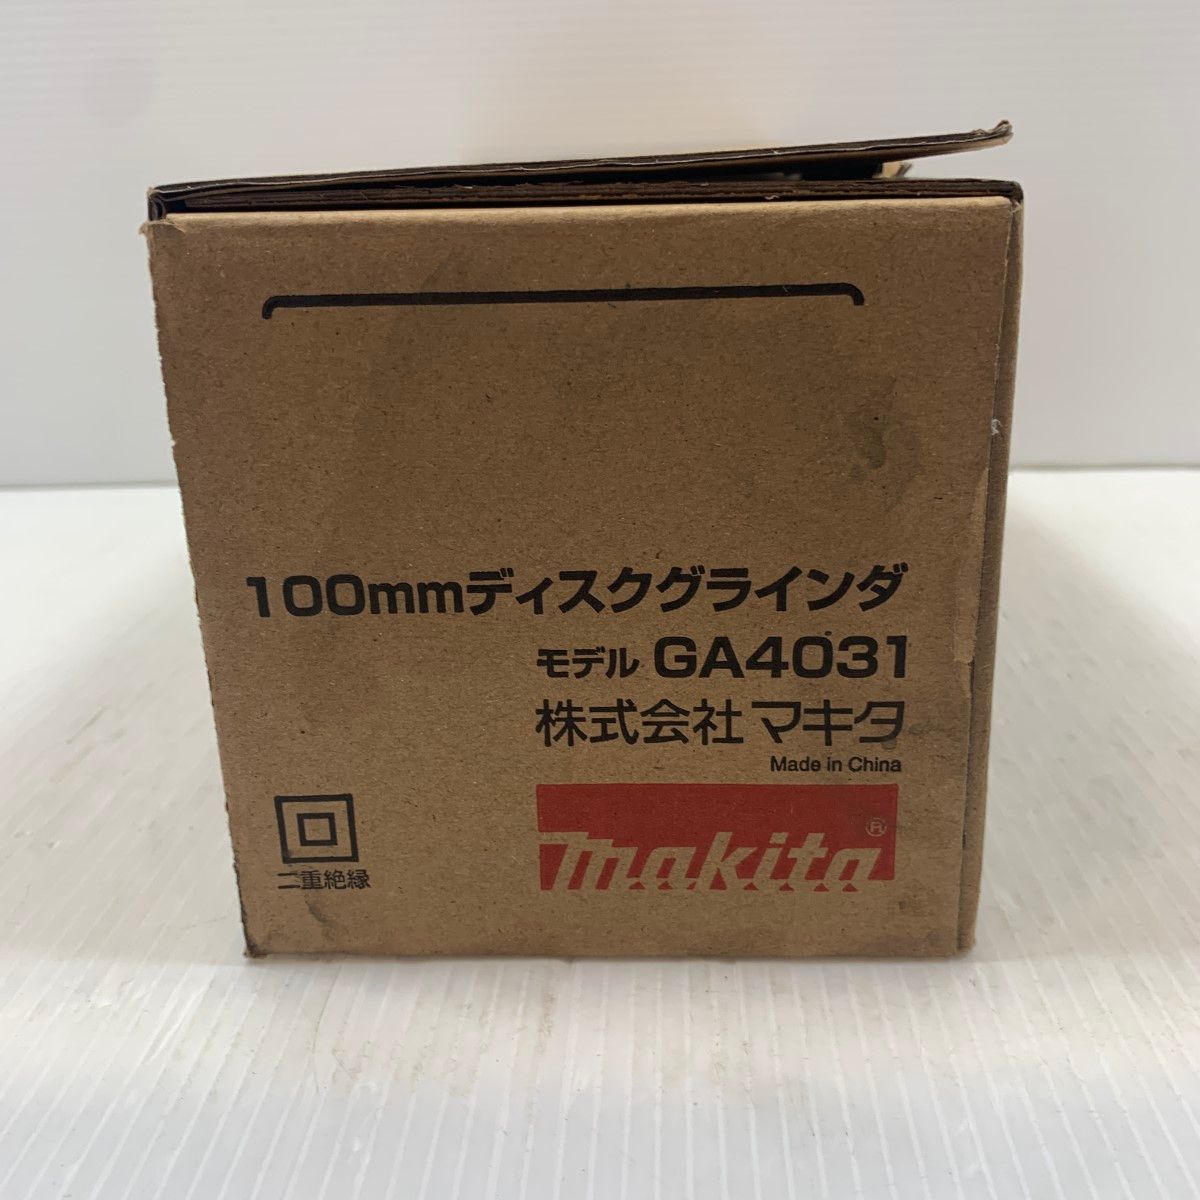 100mmディスクグラインダ
モデル GA4031
株式会社マキタ
Made in China
makita®
二重絶縁